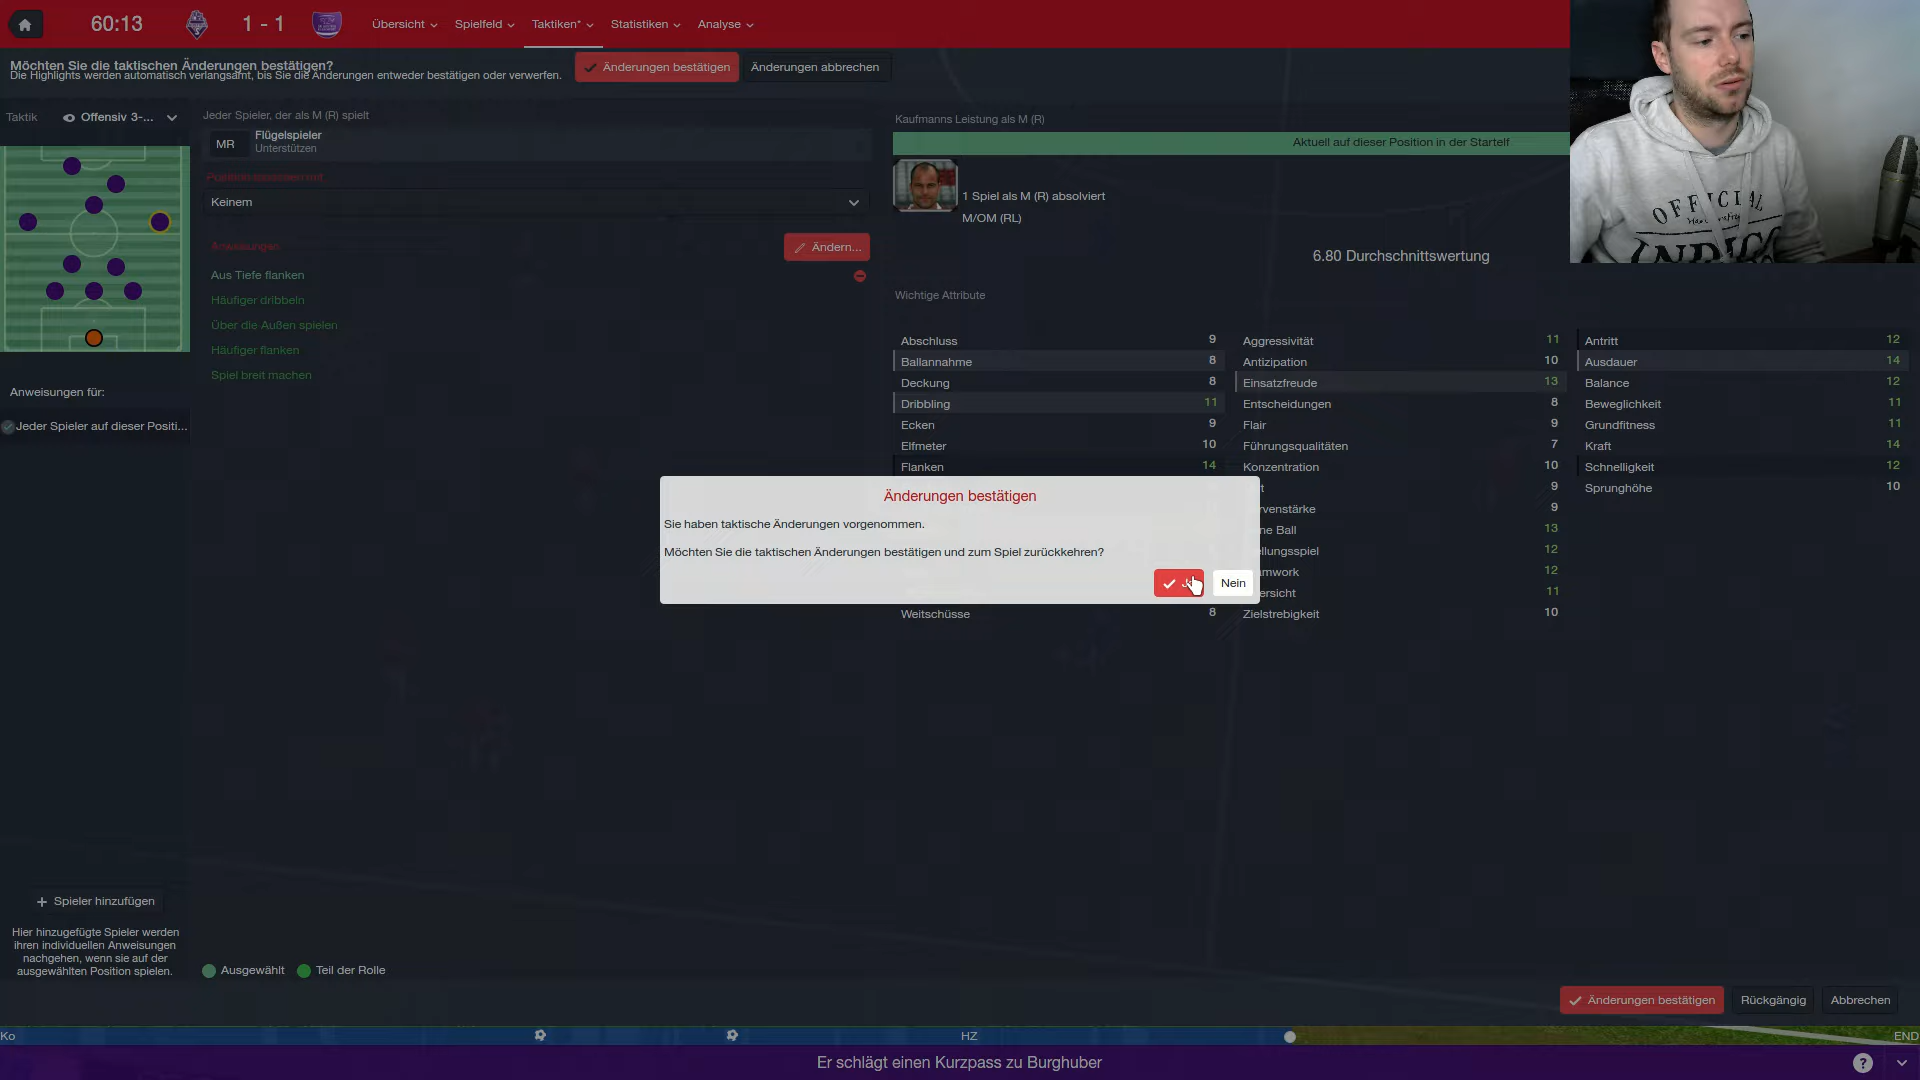 60:13
1 - 1
Übersicht
Spielfeld
Taktiken*
Statistiken
Analyse
Möchten Sie die taktischen Änderungen bestätigen?
Die Highlights werden automatisch verlangsamt, bis Sie die Änderungen entweder bestätigen oder verwerfen.
Änderungen bestätigen
Änderungen abbrechen
Taktik
Offensiv 3-...
Jeder Spieler, der als M (R) spielt
MR
Flügelspieler
Unterstützen
Keinem
Anweisungen
Ändern...
Aus Tiefe flanken
Häufiger dribbeln
Über die Außen spielen
Häufiger flanken
Spiel breit machen
Anweisungen für:
Jeder Spieler auf dieser Positi...
Kaufmanns Leistung als M (R)
Aktuell auf dieser Position in der Startelf
1 Spiel als M (R) absolviert
M/OM (RL)
6.80 Durchschnittswertung
Wichtige Attribute
Abschluss 9
Ballannahme 8
Deckung 8
Dribbling 11
Ecken 9
Elfmeter 10
Flanken 14
Weitschüsse 8
Aggressivität 11
Antizipation 10
Einsatzfreude 13
Entscheidungen 8
Flair 9
Führungsqualitäten 7
Konzentration 10
t 9
rvenstärke 9
ne Ball 13
ellungsspiel 12
mwork 12
ersicht 11
Zielstrebigkeit 10
Antritt 12
Ausdauer 14
Balance 12
Beweglichkeit 11
Grundfitness 11
Kraft 14
Schnelligkeit 12
Sprunghöhe 10
Änderungen bestätigen
Sie haben taktische Änderungen vorgenommen.
Möchten Sie die taktischen Änderungen bestätigen und zum Spiel zurückkehren?
Nein
Spieler hinzufügen
Hier hinzugefügte Spieler werden
ihren individuellen Anweisungen
nachgehen, wenn sie auf der
ausgewählten Position spielen.
Ausgewählt
Teil der Rolle
Änderungen bestätigen
Rückgängig
Abbrechen
Ko
HZ
END
Er schlägt einen Kurzpass zu Burghuber
?
OFFICIAL